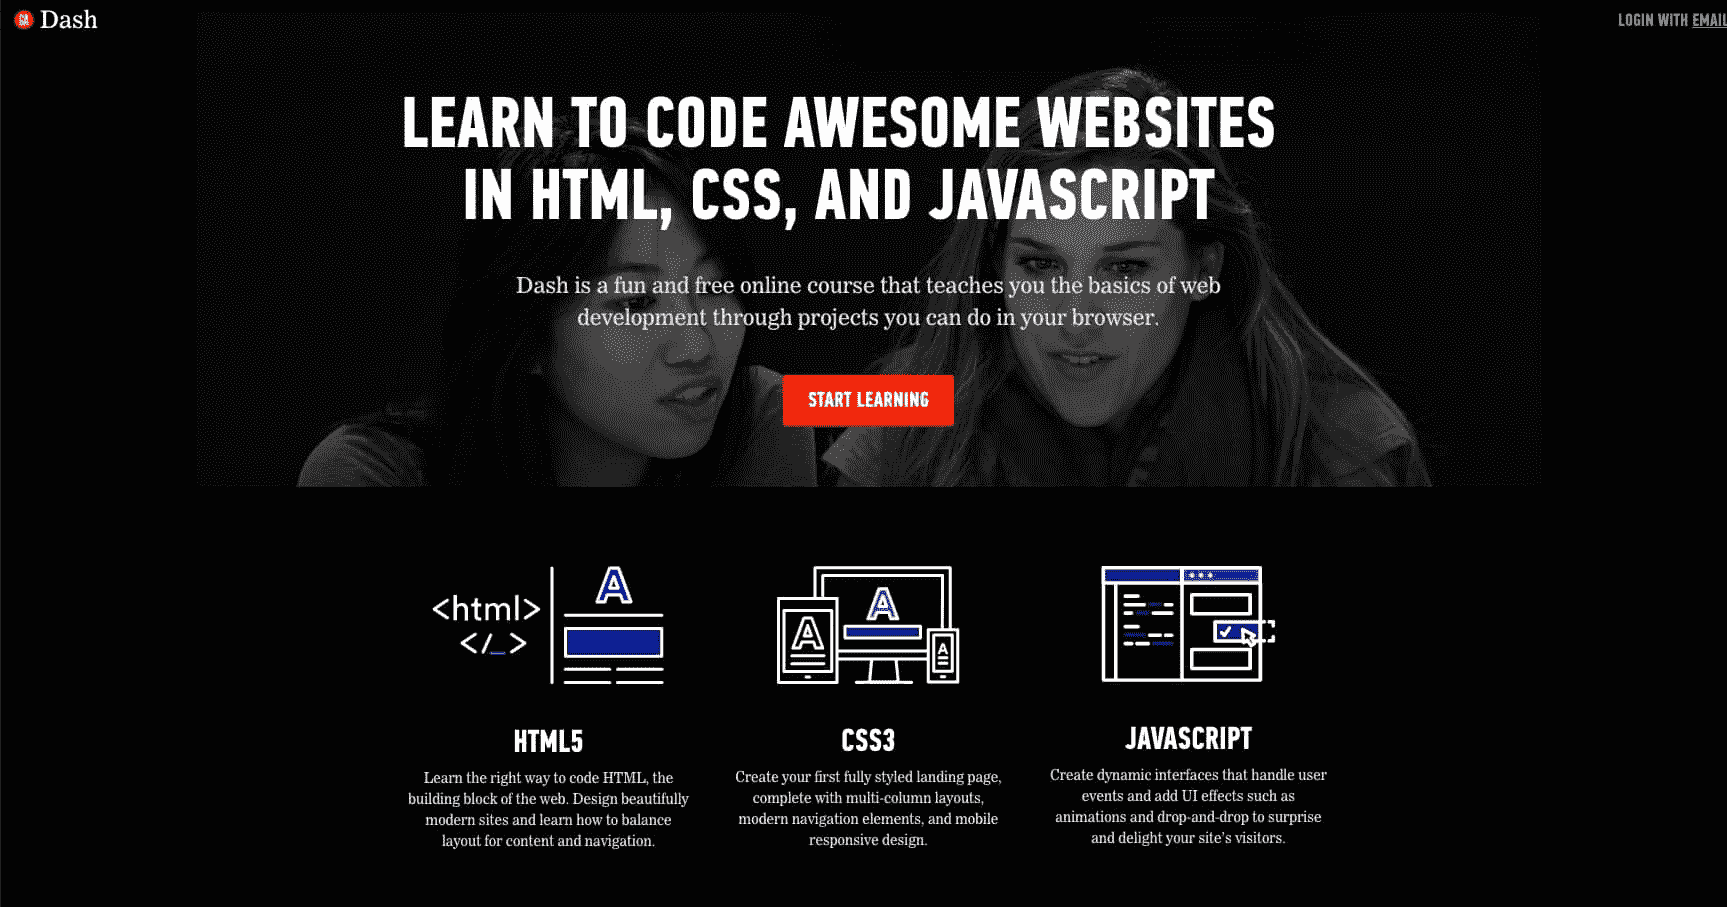 GA Dash
LOGIN WITH EMAIL
LEARN TO CODE AWESOME WEBSITES
IN HTML, CSS, AND JAVASCRIPT
Dash is a fun and free online course that teaches you the basics of web
development through projects you can do in your browser.
START LEARNING
<html>
</_>
A
A
A
A
HTML5
Learn the right way to code HTML, the
building block of the web. Design beautifully
modern sites and learn how to balance
layout for content and navigation.
CSS3
Create your first fully styled landing page,
complete with multi-column layouts,
modern navigation elements, and mobile
responsive design.
JAVASCRIPT
Create dynamic interfaces that handle user
events and add UI effects such as
animations and drop-and-drop to surprise
and delight your site's visitors.